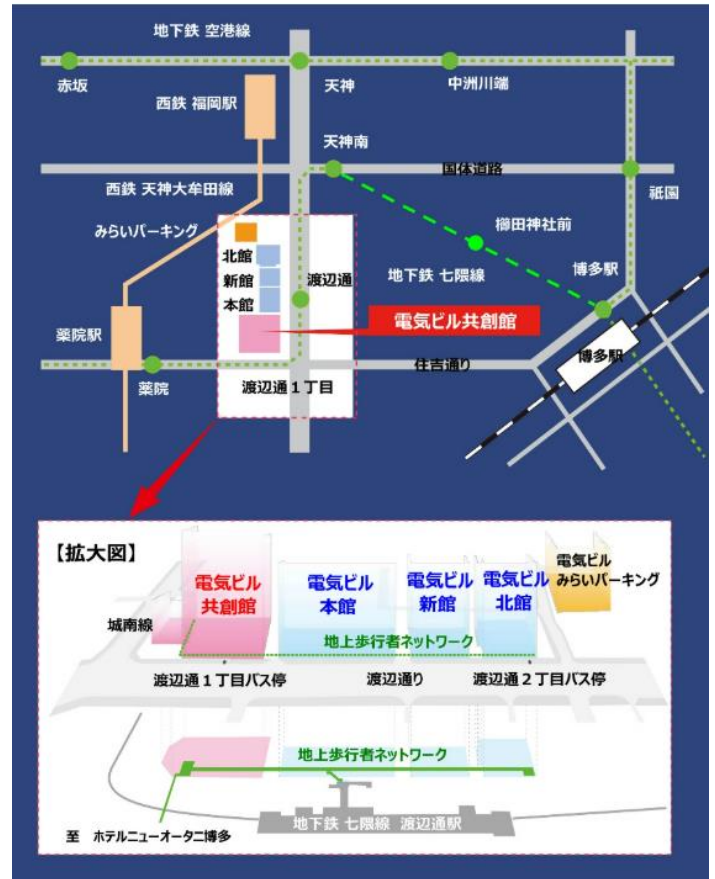 地下鉄 空港線
赤坂
天神
中洲川端
西鉄 福岡駅
天神南
国体道路
西鉄 天神大牟田線
祇園
みらいパーキング
櫛田神社前
北館
新館
本館
渡辺通
地下鉄 七隈線
博多駅
電気ビル共創館
薬院駅
博多駅
住吉通り
薬院
渡辺通1丁目
【拡大図】
電気ビル
共創館
電気ビル
本館
電気ビル
新館
電気ビル
北館
電気ビル
みらいパーキング
城南線
地上歩行者ネットワーク
渡辺通1丁目バス停
渡辺通り
渡辺通2丁目バス停
地上歩行者ネットワーク
地下鉄 七隈線 渡辺通駅
至 ホテルニューオータニ博多